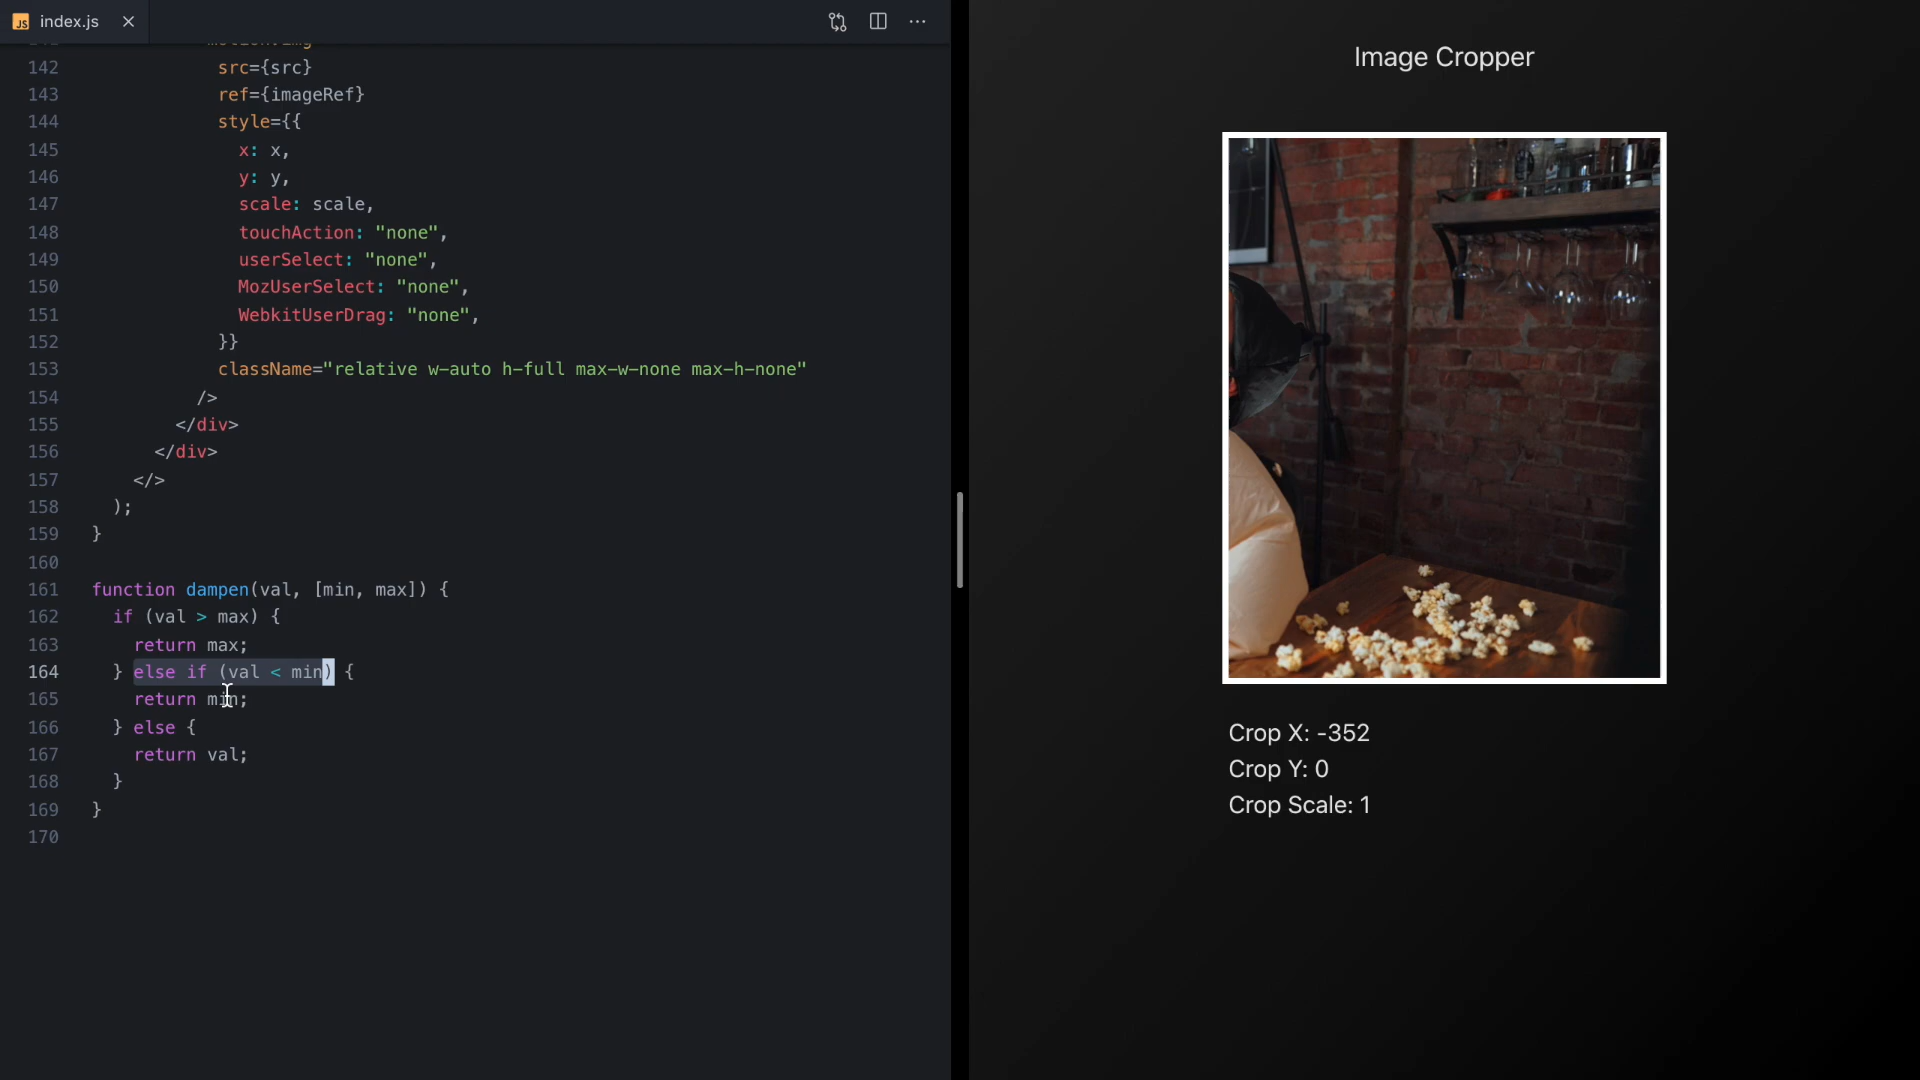 JS index.js
142 src={src}
143 ref={imageRef}
144 style={{
145 x: x,
146 y: y,
147 scale: scale,
148 touchAction: "none",
149 userSelect: "none",
150 MozUserSelect: "none",
151 WebkitUserDrag: "none",
152 }}
153 className="relative w-auto h-full max-w-none max-h-none"
154 />
155 </div>
156 </div>
157 </>
158 );
159 }
160
161 function dampen(val, [min, max]) {
162 if (val > max) {
163 return max;
164 } else if (val < min) {
165 return min;
166 } else {
167 return val;
168 }
169 }
170
Image Cropper
Crop X: -352
Crop Y: 0
Crop Scale: 1